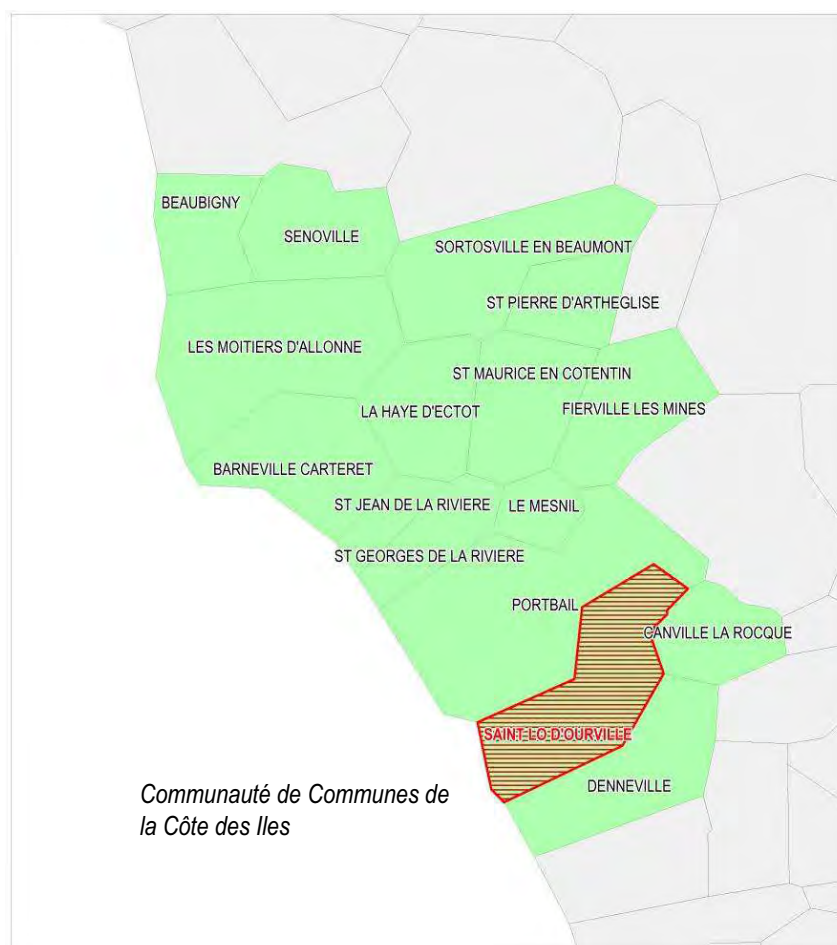 BEAUBIGNY
SENOVILLE
SORTOSVILLE EN BEAUMONT
ST PIERRE D'ARTHEGLISE
LES MOITIERS D'ALLONNE
ST MAURICE EN COTENTIN
LA HAYE D'ECTOT
FIERVILLE LES MINES
BARNEVILLE CARTERET
ST JEAN DE LA RIVIERE
LE MESNIL
ST GEORGES DE LA RIVIERE
PORTBAIL
CANVILLE LA ROCQUE
SAINT LO D'OURVILLE
DENNEVILLE
Communauté de Communes de
la Côte des Iles